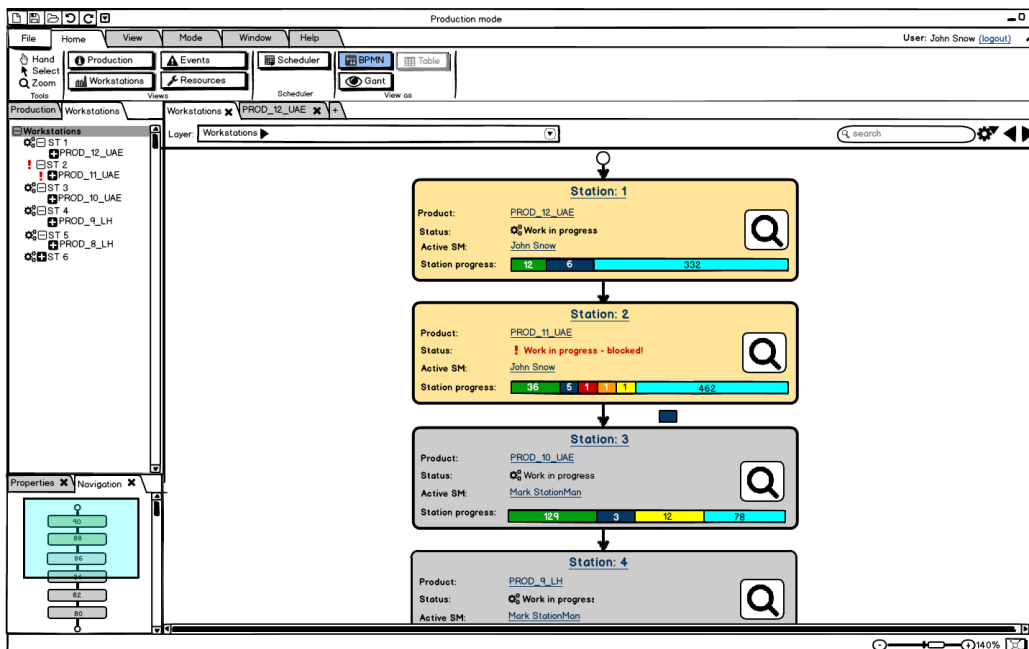 Production mode
File Home View Mode Window Help
User: John Snow (logout)
Hand
Select
Zoom
Tools
Production Events
Workstations Resources
Views
Scheduler
Scheduler
BPMN Table
Gant
View as
Production Workstations
Workstations PROD_12_UAE +
Layer: Workstations
search
Workstations
ST 1
PROD_12_UAE
! ST 2
! PROD_11_UAE
ST 3
PROD_10_UAE
ST 4
PROD_9_LH
ST 5
PROD_8_LH
ST 6
Station: 1
Product: PROD_12_UAE
Status: Work in progress
Active SM: John Snow
Station progress: 12 6 332
Station: 2
Product: PROD_11_UAE
Status: ! Work in progress - blocked!
Active SM: John Snow
Station progress: 36 5 1 1 1 462
Station: 3
Product: PROD_10_UAE
Status: Work in progress
Active SM: Mark StationMan
Station progress: 129 3 12 78
Station: 4
Product: PROD_9_LH
Status: Work in progress
Active SM: Mark StationMan
Properties Navigation
90
88
86
84
82
80
140%